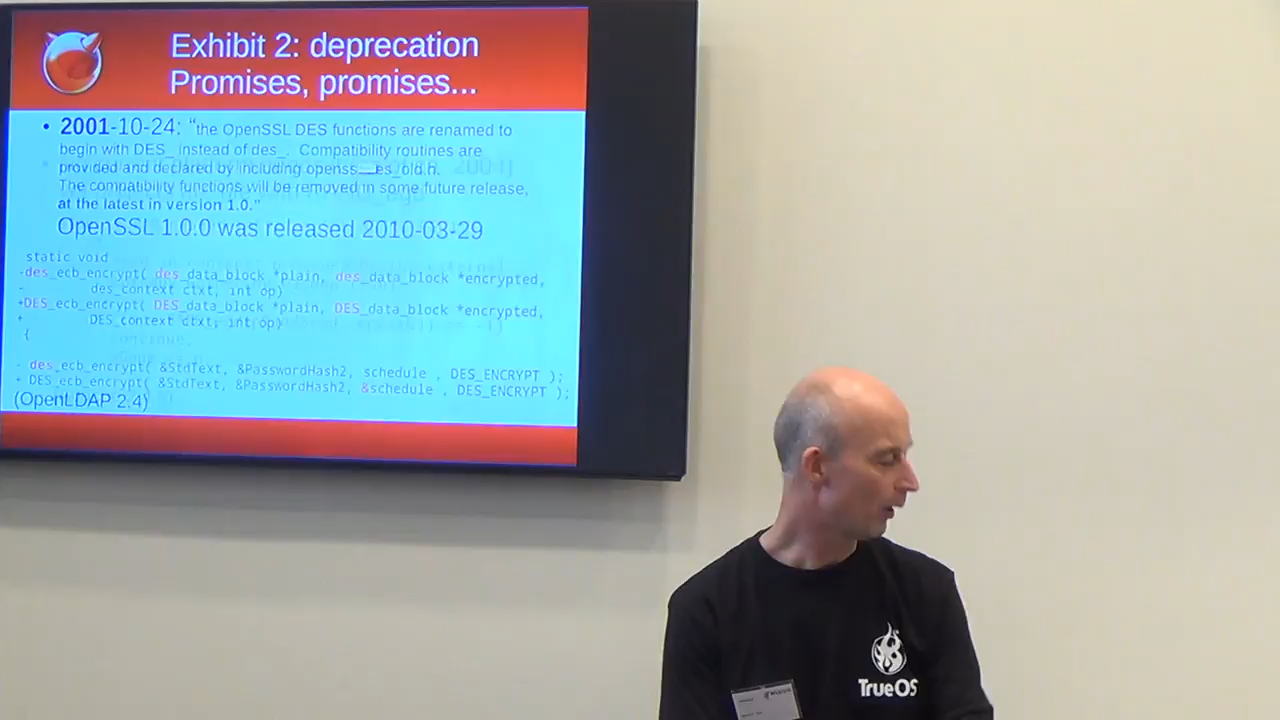 Exhibit 2: deprecation
Promises, promises...
• 2001-10-24: “the OpenSSL DES functions are renamed to
begin with DES_ instead of des_. Compatibility routines are
provided and declared by including openssl/des_old.h.
The compatibility functions will be removed in some future release,
at the latest in version 1.0.”
OpenSSL 1.0.0 was released 2010-03-29
static void
-des_ecb_encrypt( des_data_block *plain, des_data_block *encrypted,
- des_context ctxt, int op)
+DES_ecb_encrypt( DES_data_block *plain, DES_data_block *encrypted,
+ DES_context ctxt, int op)
{
- des_ecb_encrypt( &StdText, &PasswordHash2, schedule , DES_ENCRYPT );
+ DES_ecb_encrypt( &StdText, &PasswordHash2, &schedule , DES_ENCRYPT );
(OpenLDAP 2.4)
TrueOS